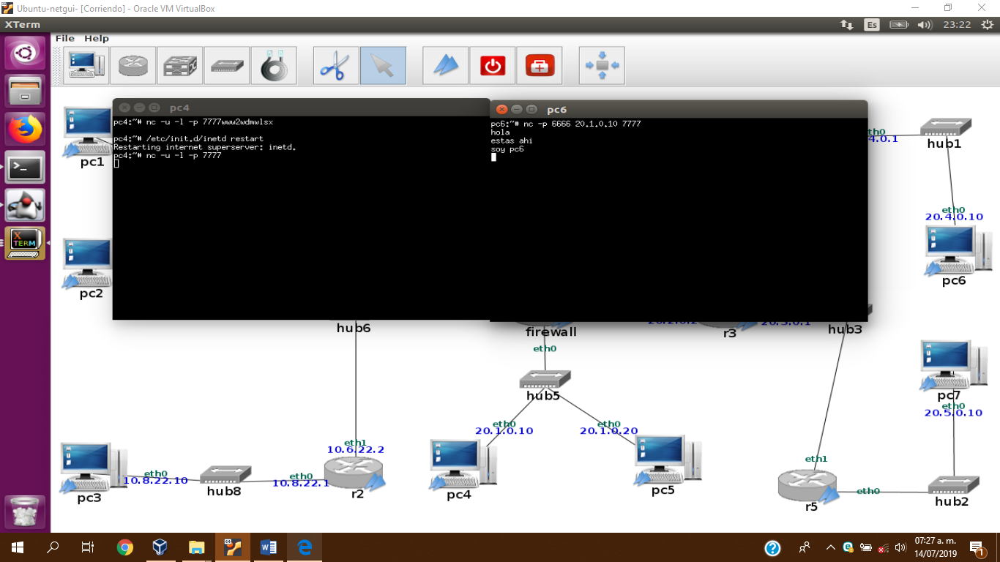 Ubuntu-netgui- [Corriendo] - Oracle VM VirtualBox
XTerm
Es
23:22
File Help
pc4
pc4:~# nc -u -l -p 7777www2wdmwlsx
pc4:~# /etc/init.d/inetd restart
Restarting internet superserver: inetd.
pc4:~# nc -u -l -p 7777
pc6
pc6:~# nc -p 6666 20.1.0.10 7777
hola
estas ahi
soy pc6
XTERM
pc1
pc2
th0
4.0.1
hub1
eth0
20.4.0.10
pc6
hub6
firewall
eth0
20.2.0.2
r3
20.3.0.1
hub3
hub5
eth0
20.1.0.10
eth0
20.1.0.20
pc7
eth0
20.5.0.10
pc3
eth0
10.8.22.10
hub8
eth0
10.8.22.1
eth1
10.6.22.2
r2
pc4
pc5
eth1
r5
eth0
hub2
07:27 a. m.
14/07/2019
1